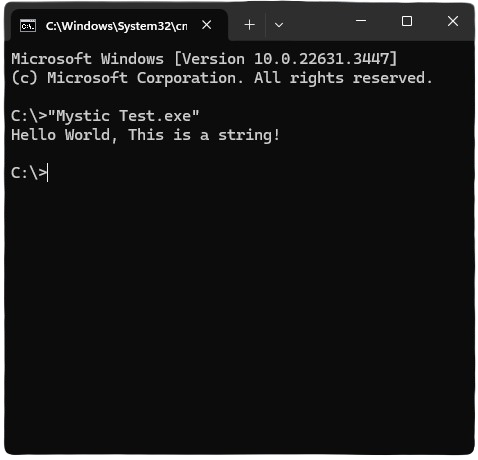 C:\Windows\System32\cn
Microsoft Windows [Version 10.0.22631.3447]
(c) Microsoft Corporation. All rights reserved.
C:\>"Mystic Test.exe"
Hello World, This is a string!
C:\>